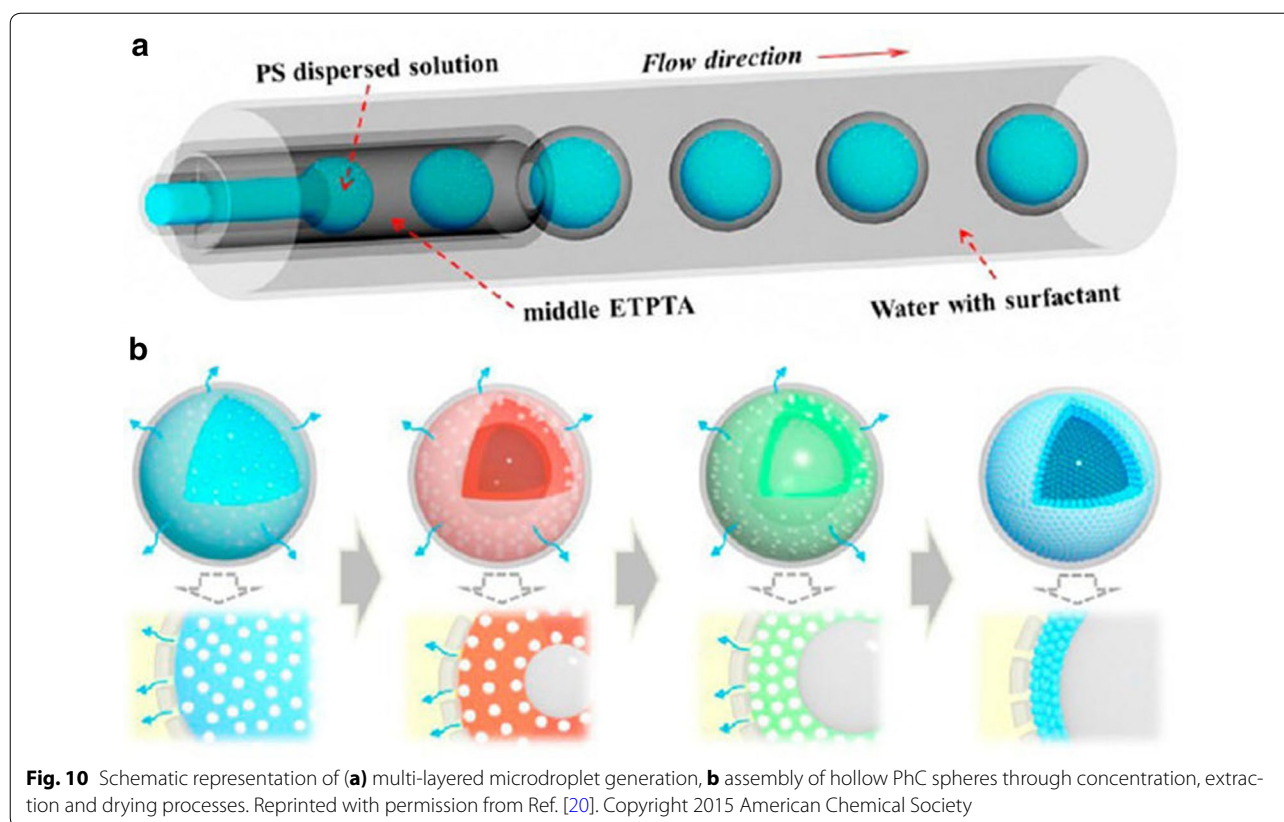 a
PS dispersed solution
Flow direction
middle ETPTA
Water with surfactant
b
Fig. 10 Schematic representation of (a) multi-layered microdroplet generation, b assembly of hollow PhC spheres through concentration, extrac-
tion and drying processes. Reprinted with permission from Ref. [20]. Copyright 2015 American Chemical Society